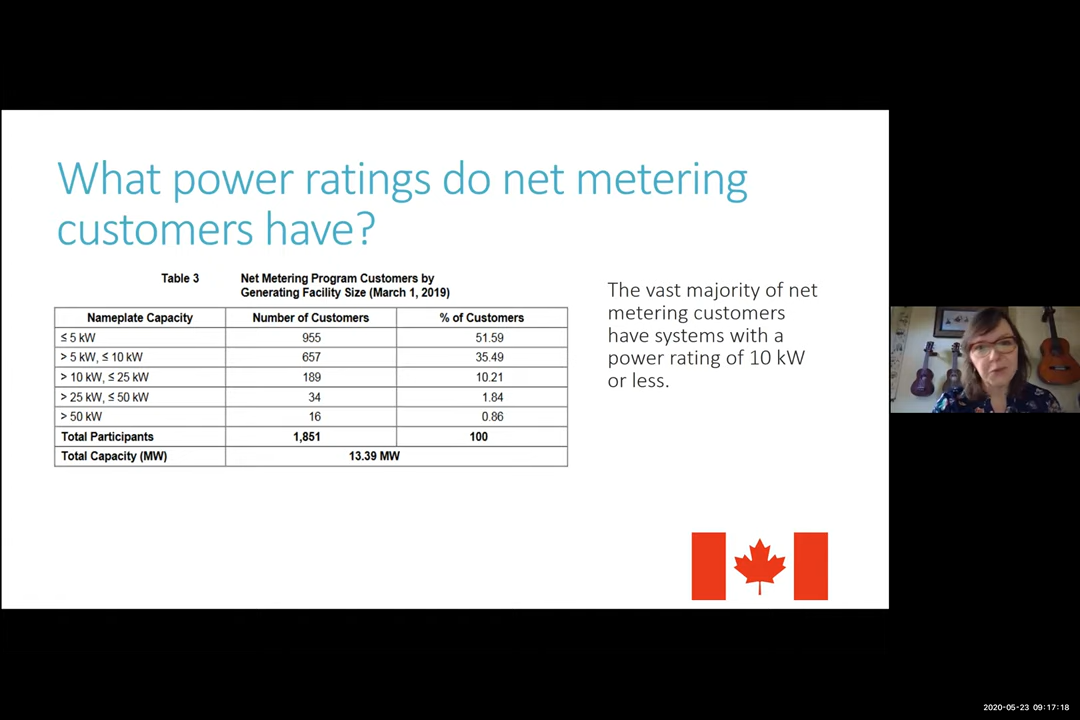 What power ratings do net metering
customers have?
Table 3 Net Metering Program Customers by
Generating Facility Size (March 1, 2019)
Nameplate Capacity Number of Customers % of Customers
≤ 5 kW 955 51.59
> 5 kW, ≤ 10 kW 657 35.49
> 10 kW, ≤ 25 kW 189 10.21
> 25 kW, ≤ 50 kW 34 1.84
> 50 kW 16 0.86
Total Participants 1,851 100
Total Capacity (MW) 13.39 MW
The vast majority of net
metering customers
have systems with a
power rating of 10 kW
or less.
2020-05-23 09:17:18